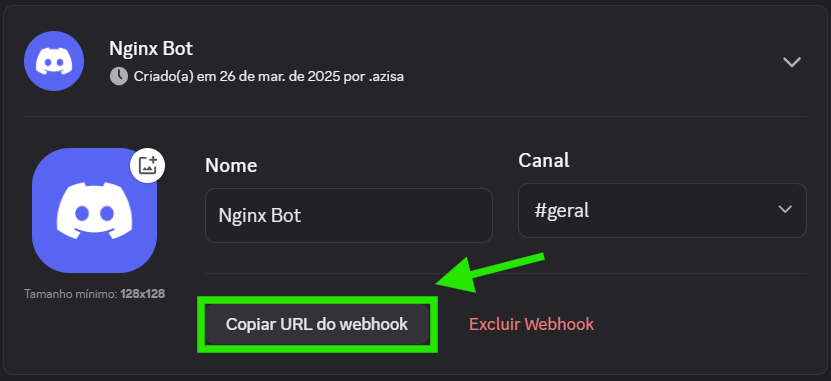 Nginx Bot
Criado(a) em 26 de mar. de 2025 por .azisa
Nome
Canal
Nginx Bot
#geral
Tamanho mínimo: 128x128
Copiar URL do webhook
Excluir Webhook